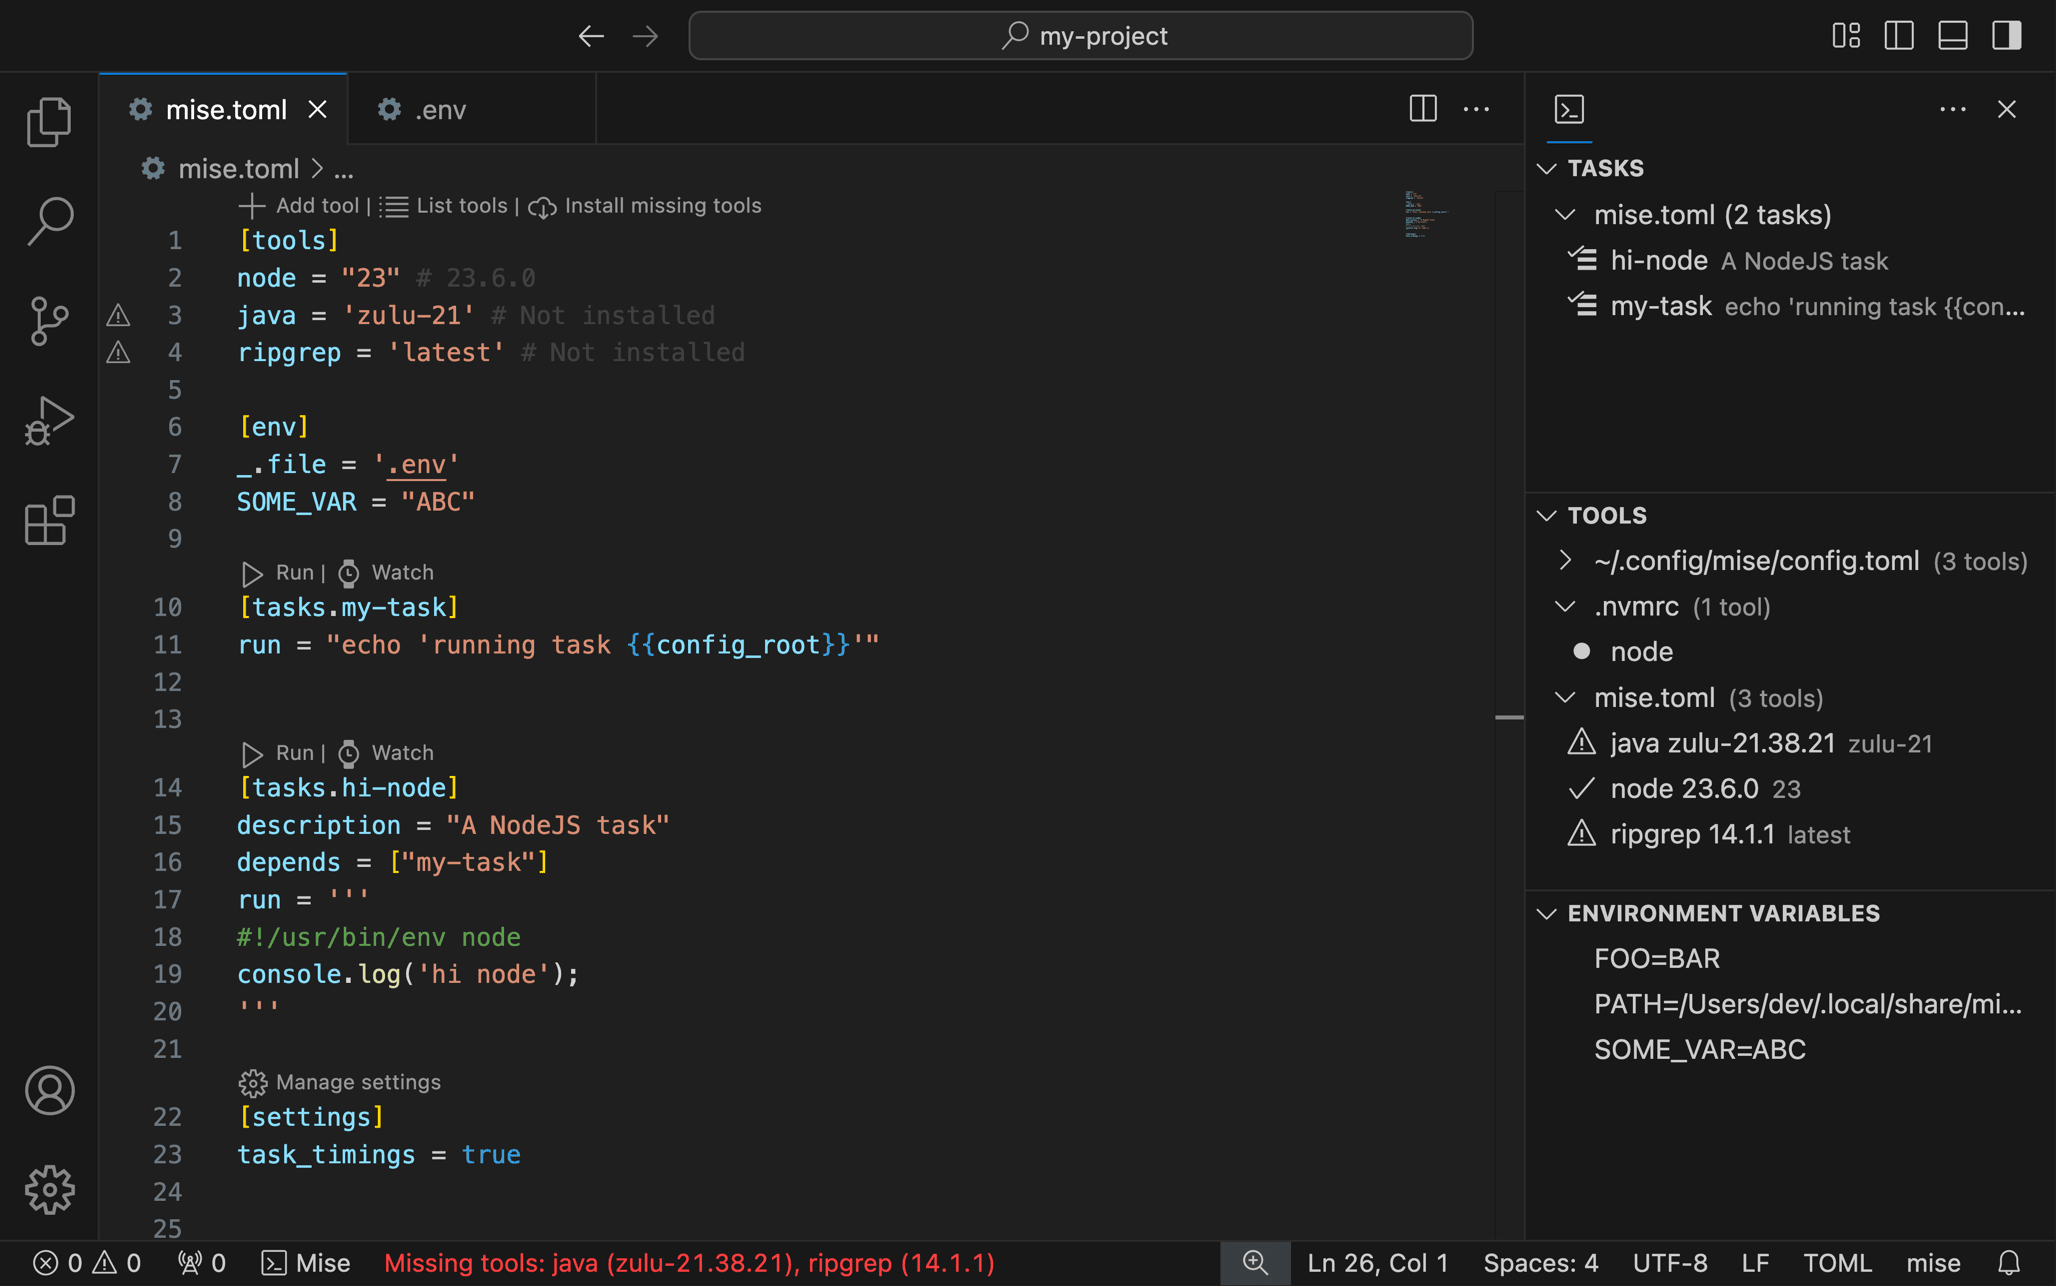 my-project
mise.toml
.env
mise.toml > ...
Add tool | List tools | Install missing tools
1 [tools]
2 node = "23" # 23.6.0
3 java = 'zulu-21' # Not installed
4 ripgrep = 'latest' # Not installed
5
6 [env]
7 _.file = '.env'
8 SOME_VAR = "ABC"
9
Run | Watch
10 [tasks.my-task]
11 run = "echo 'running task {{config_root}}'"
12
13
Run | Watch
14 [tasks.hi-node]
15 description = "A NodeJS task"
16 depends = ["my-task"]
17 run = '''
18 #!/usr/bin/env node
19 console.log('hi node');
20 '''
21
Manage settings
22 [settings]
23 task_timings = true
24
25
TASKS
mise.toml (2 tasks)
hi-node A NodeJS task
my-task echo 'running task {{con...
TOOLS
~/.config/mise/config.toml (3 tools)
.nvmrc (1 tool)
node
mise.toml (3 tools)
java zulu-21.38.21 zulu-21
node 23.6.0 23
ripgrep 14.1.1 latest
ENVIRONMENT VARIABLES
FOO=BAR
PATH=/Users/dev/.local/share/mi...
SOME_VAR=ABC
0 0 0 Mise Missing tools: java (zulu-21.38.21), ripgrep (14.1.1) Ln 26, Col 1 Spaces: 4 UTF-8 LF TOML mise